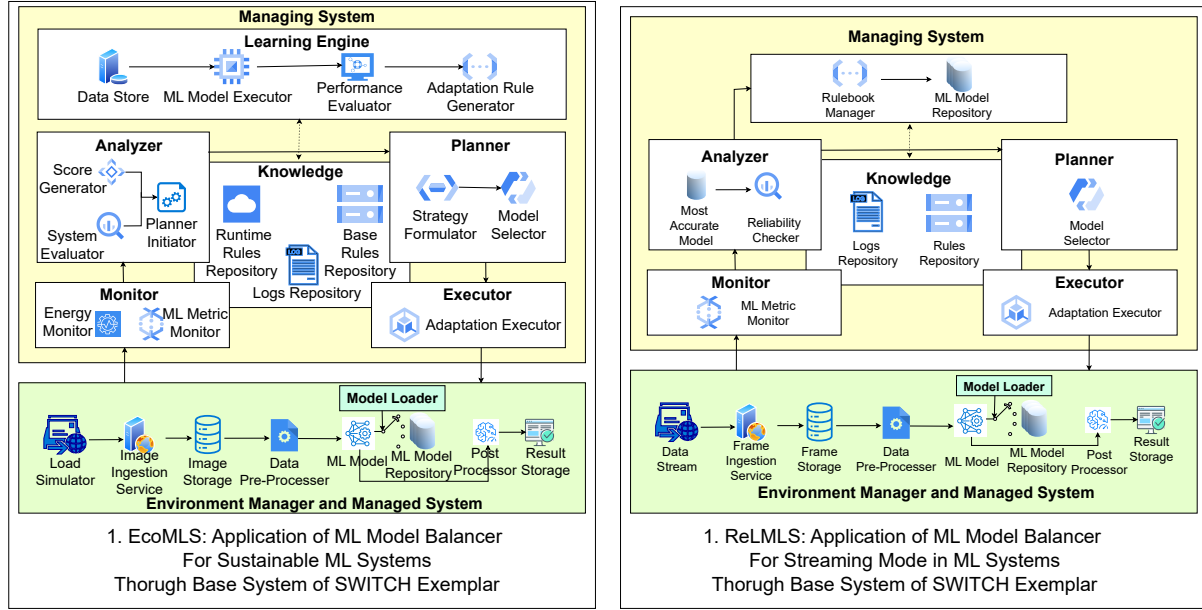 Managing System
Learning Engine
Data Store
ML Model Executor
Performance
Evaluator
Adaptation Rule
Generator
Analyzer
Score
Generator
System
Evaluator
Planner
Initiator
Knowledge
Runtime
Rules
Repository
LOG
Logs Repository
Base
Rules
Repository
Planner
Strategy
Formulator
Model
Selector
Monitor
Energy
Monitor
ML Metric
Monitor
Executor
Adaptation Executor
Model Loader
Load
Simulator
Image
Ingestion
Service
Image
Storage
Data
Pre-Processer
ML Model
ML Model
Repository
Post
Processor
Result
Storage
Environment Manager and Managed System
1. EcoMLS: Application of ML Model Balancer
For Sustainable ML Systems
Thorugh Base System of SWITCH Exemplar
Managing System
Rulebook
Manager
ML Model
Repository
Analyzer
Most
Accurate
Model
Reliability
Checker
Knowledge
LOG
Logs
Repository
Rules
Repository
Planner
Model
Selector
Monitor
ML Metric
Monitor
Executor
Adaptation Executor
Model Loader
Data
Stream
Frame
Ingestion
Service
Frame
Storage
Data
Pre-Processer
ML Model
ML Model
Repository
Post
Processor
Result
Storage
Environment Manager and Managed System
1. ReLMLS: Application of ML Model Balancer
For Streaming Mode in ML Systems
Thorugh Base System of SWITCH Exemplar